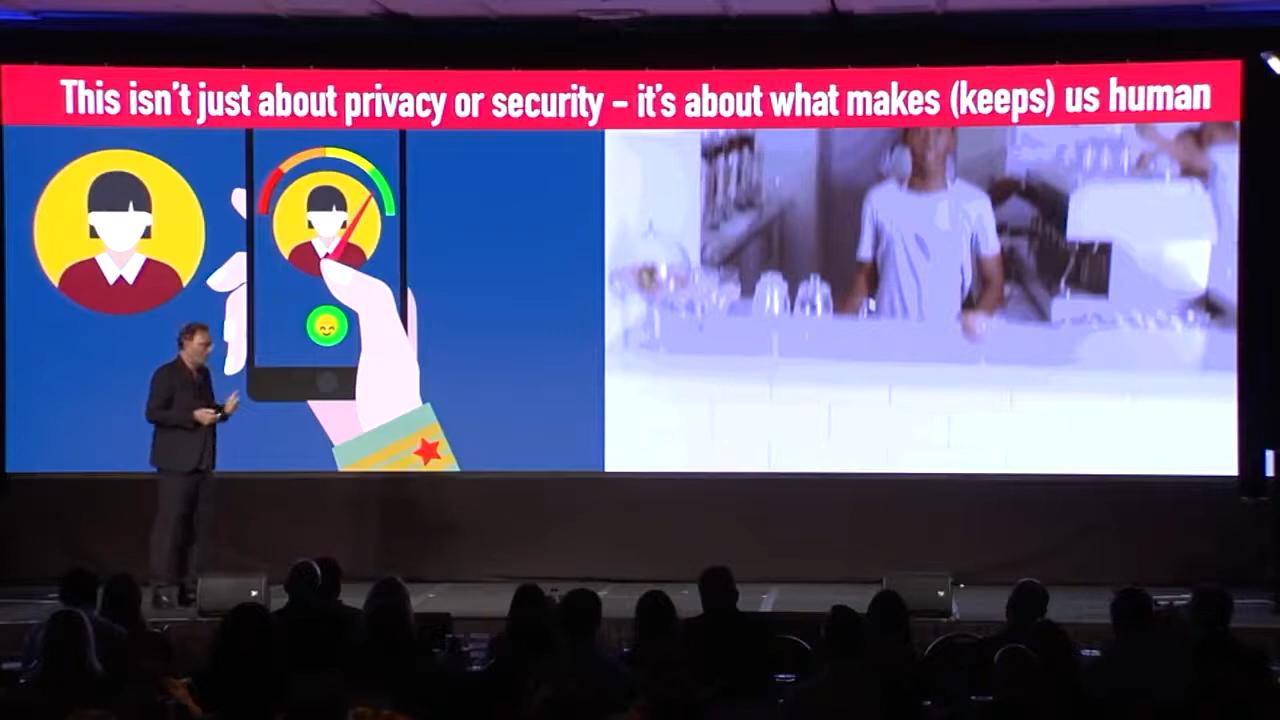 This isn't just about privacy or security – it's about what makes (keeps) us human